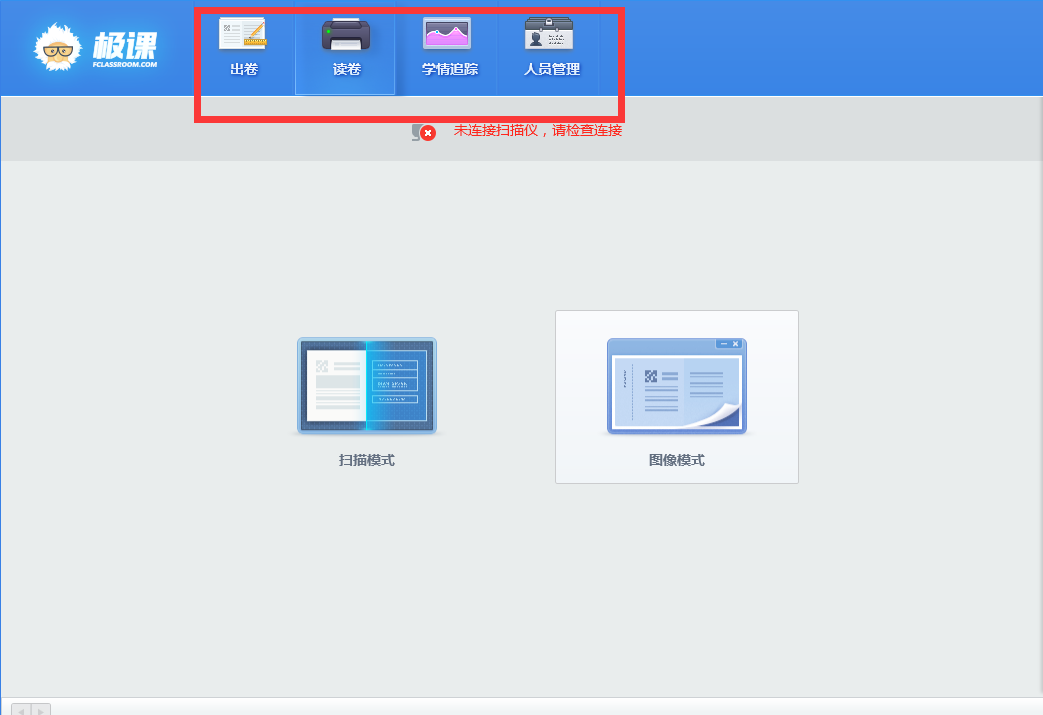 极课
FCLASSROOM.COM
出卷
读卷
学情追踪
人员管理
未连接扫描仪，请检查连接
扫描模式
图像模式